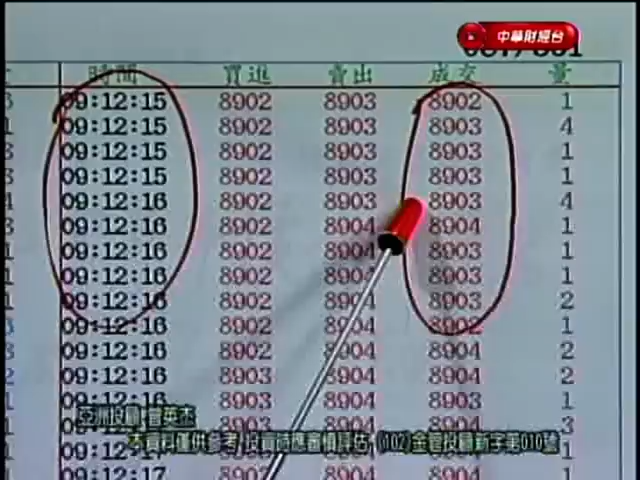 中華財經台
時間 買進 賣出 成交 量
09:12:15 8902 8903 8902 1
09:12:15 8902 8903 8903 4
09:12:15 8902 8903 8903 1
09:12:15 8902 8903 8903 1
09:12:16 8902 8903 8903 4
09:12:16 8902 8904 8904 1
09:12:16 8902 8904 8903 1
09:12:16 8902 8904 8903 1
09:12:16 8902 8904 8903 2
09:12:16 8902 8904 8902 1
09:12:16 8902 8904 8904 2
09:12:16 8903 8904 8904 2
09:12:16 8903 8904 8904 1
8903 8904 8904 3
亞洲投顧 曾英杰
本資料僅供參考,投資時應審慎評估,(102)金管投顧新字第010號
09:12:17 8902 8904